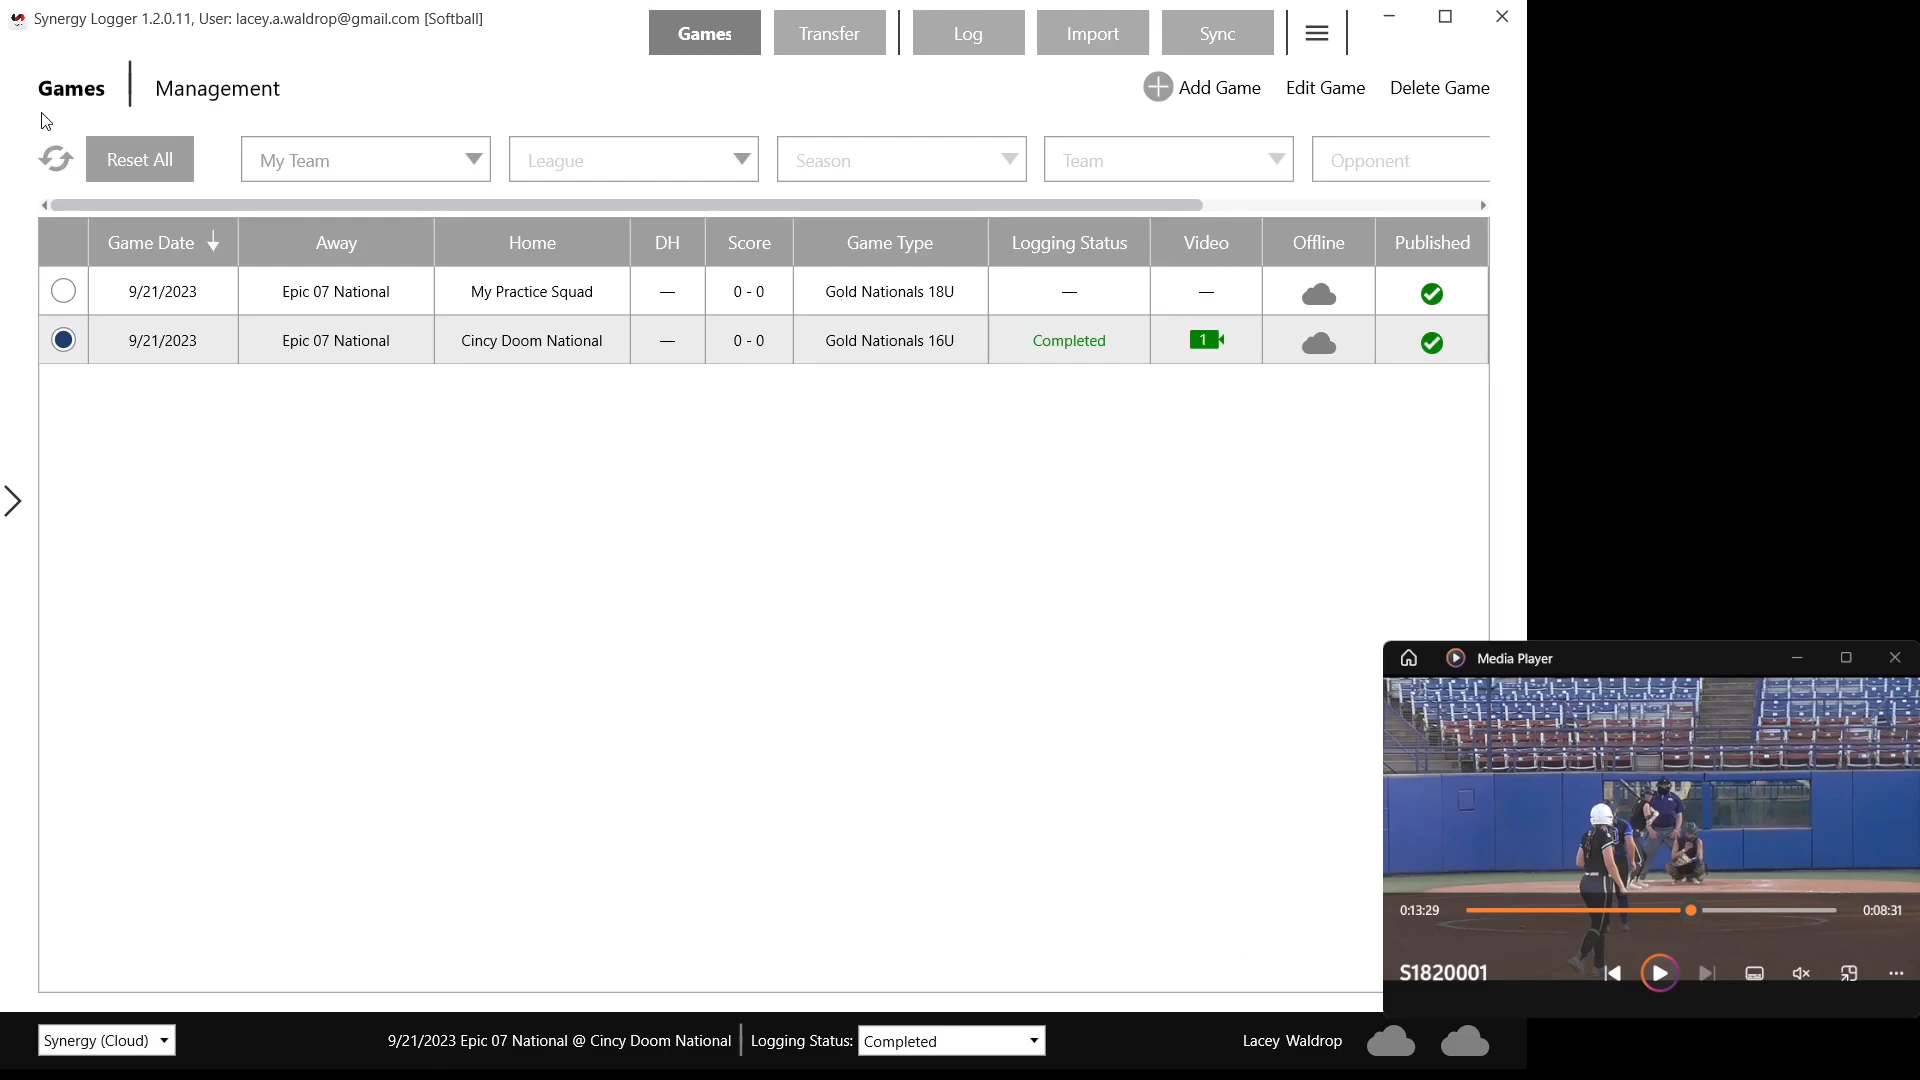 Synergy Logger 1.2.0.11, User: lacey.a.waldrop@gmail.com [Softball]
Games Transfer Log Import Sync
Games Management Add Game Edit Game Delete Game
Reset All My Team League Season Team Opponent
Game Date Away Home DH Score Game Type Logging Status Video Offline Published
9/21/2023 Epic 07 National My Practice Squad — 0 - 0 Gold Nationals 18U — —
9/21/2023 Epic 07 National Cincy Doom National — 0 - 0 Gold Nationals 16U Completed 1
Media Player
0:13:29 0:08:31
S1820001
Synergy (Cloud) 9/21/2023 Epic 07 National @ Cincy Doom National Logging Status: Completed Lacey Waldrop